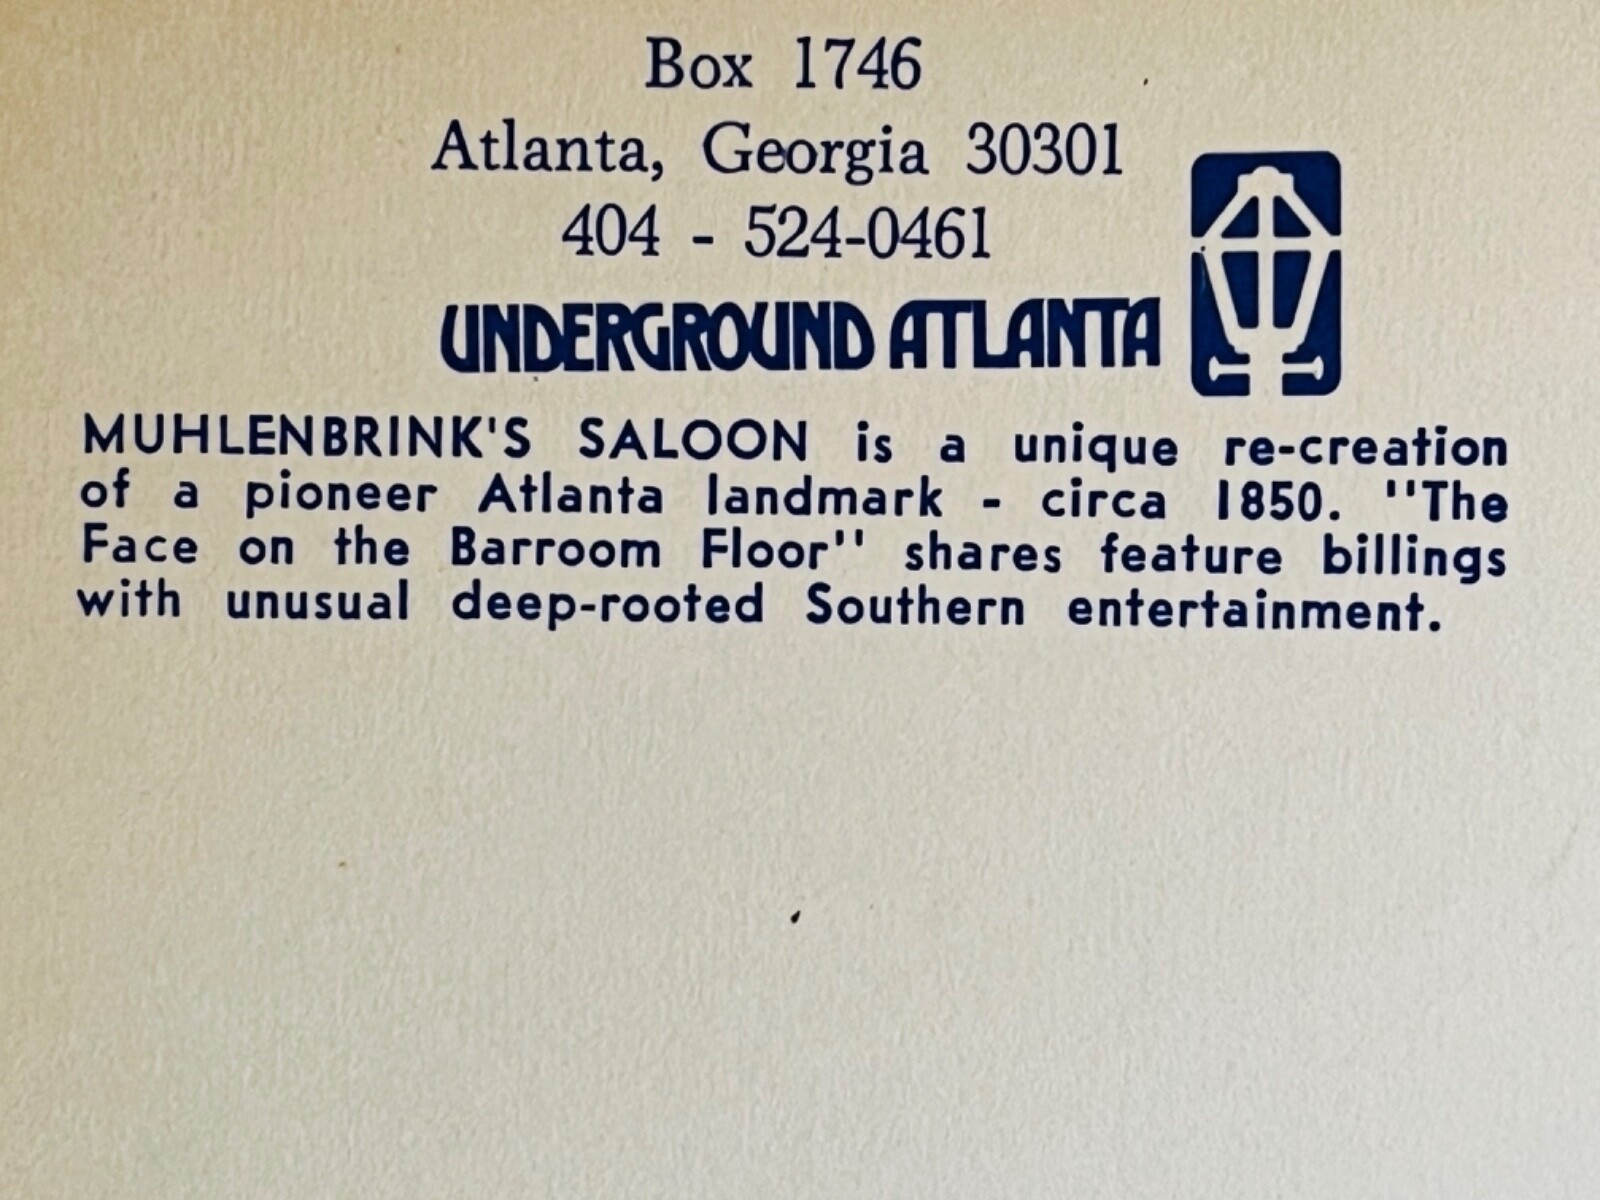 Box 1746
Atlanta, Georgia 30301
404 - 524-0461
UNDERGROUND ATLANTA
MUHLENBRINK'S SALOON is a unique re-creation
of a pioneer Atlanta landmark - circa 1850. "The
Face on the Barroom Floor" shares feature billings
with unusual deep-rooted Southern entertainment.